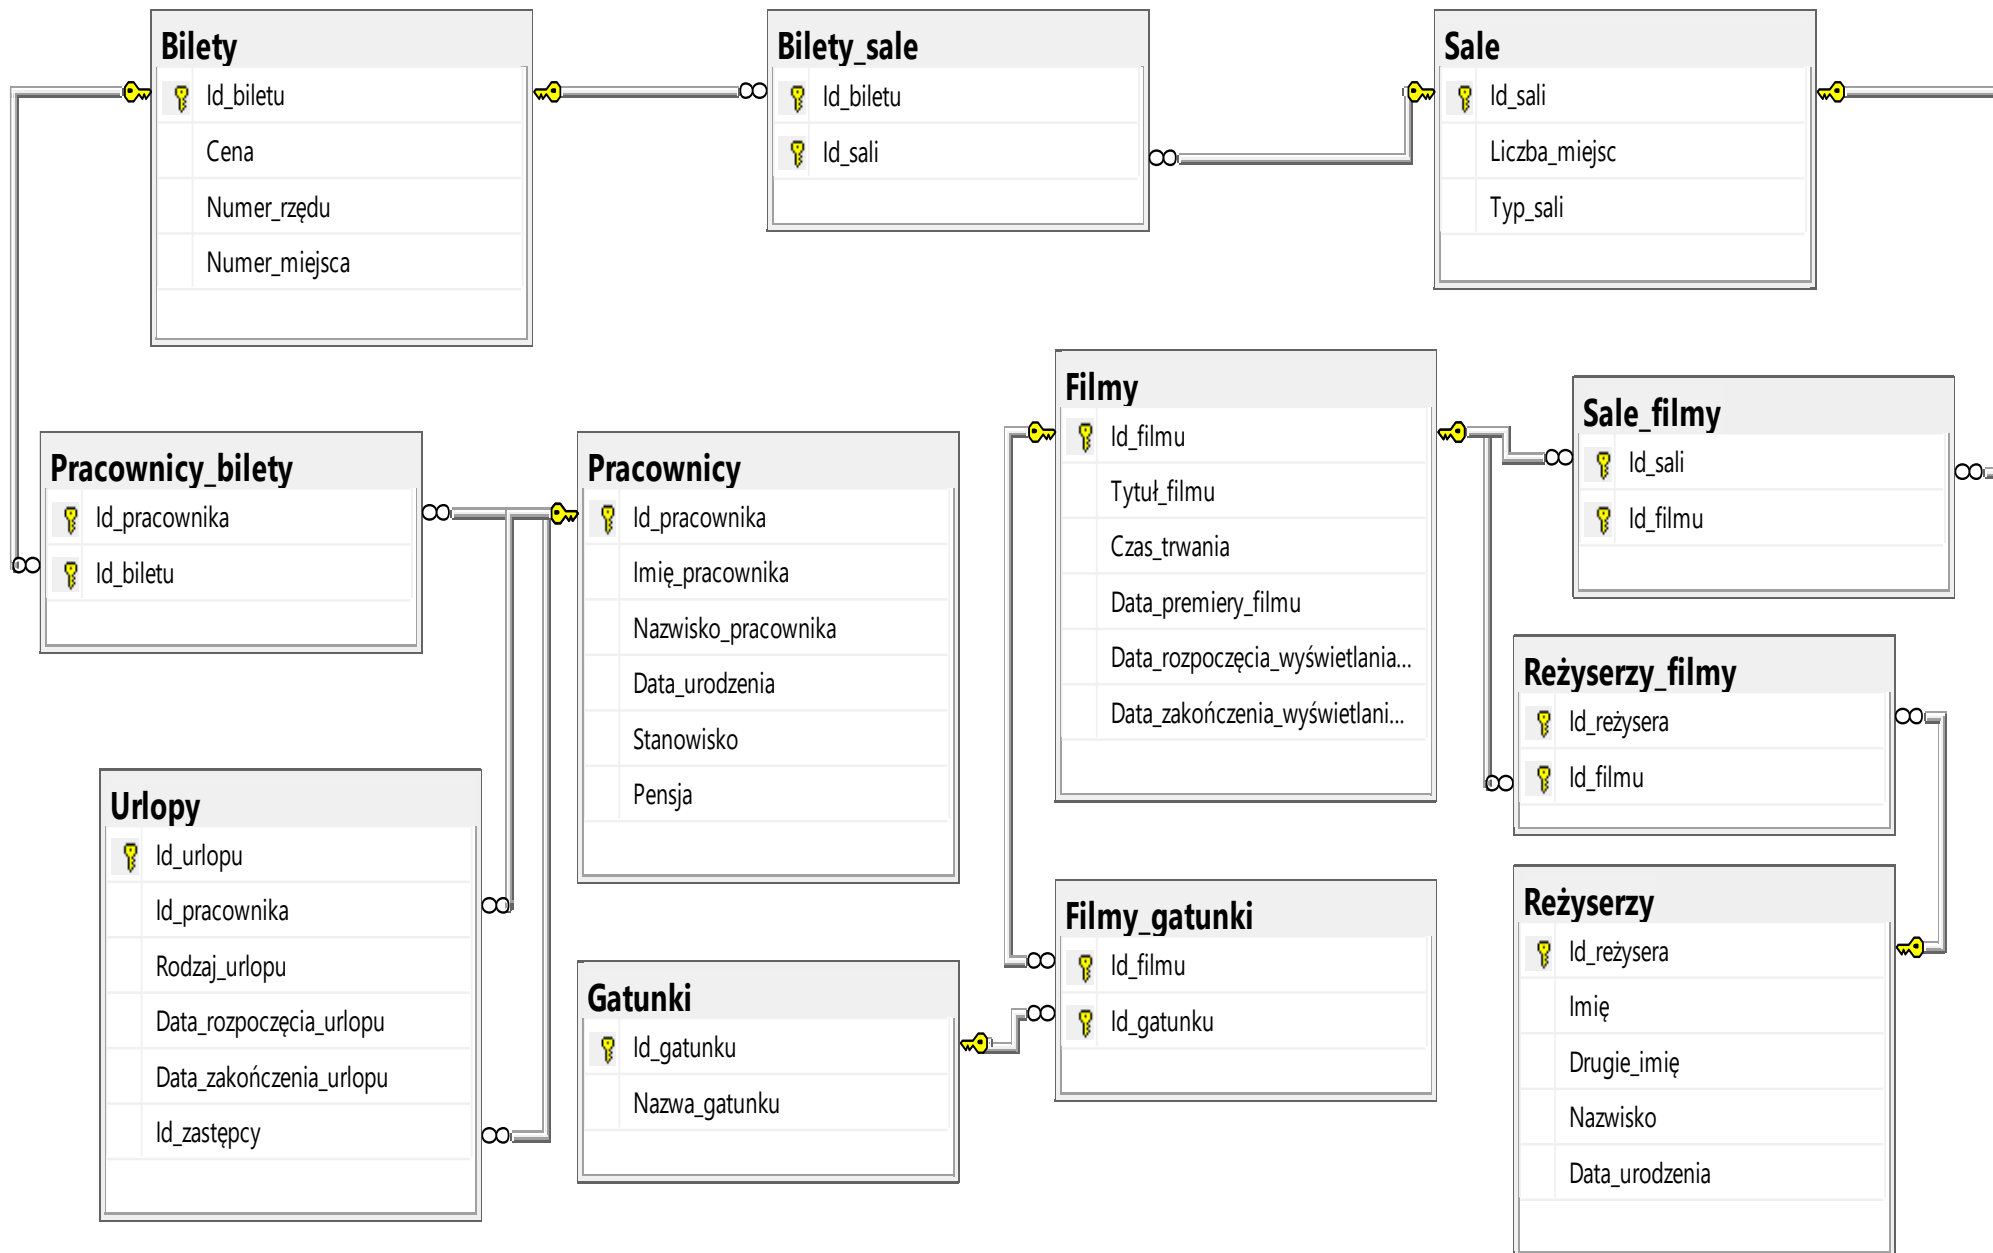 Bilety
Id_biletu
Cena
Numer_rzędu
Numer_miejsca
Bilety_sale
Id_biletu
Id_sali
Sale
Id_sali
Liczba_miejsc
Typ_sali
Pracownicy_bilety
Id_pracownika
Id_biletu
Pracownicy
Id_pracownika
Imię_pracownika
Nazwisko_pracownika
Data_urodzenia
Stanowisko
Pensja
Filmy
Id_filmu
Tytuł_filmu
Czas_trwania
Data_premiery_filmu
Data_rozpoczęcia_wyświetlania...
Data_zakończenia_wyświetlani...
Sale_filmy
Id_sali
Id_filmu
Reżyserzy_filmy
Id_reżysera
Id_filmu
Urlopy
Id_urlopu
Id_pracownika
Rodzaj_urlopu
Data_rozpoczęcia_urlopu
Data_zakończenia_urlopu
Id_zastępcy
Gatunki
Id_gatunku
Nazwa_gatunku
Filmy_gatunki
Id_filmu
Id_gatunku
Reżyserzy
Id_reżysera
Imię
Drugie_imię
Nazwisko
Data_urodzenia